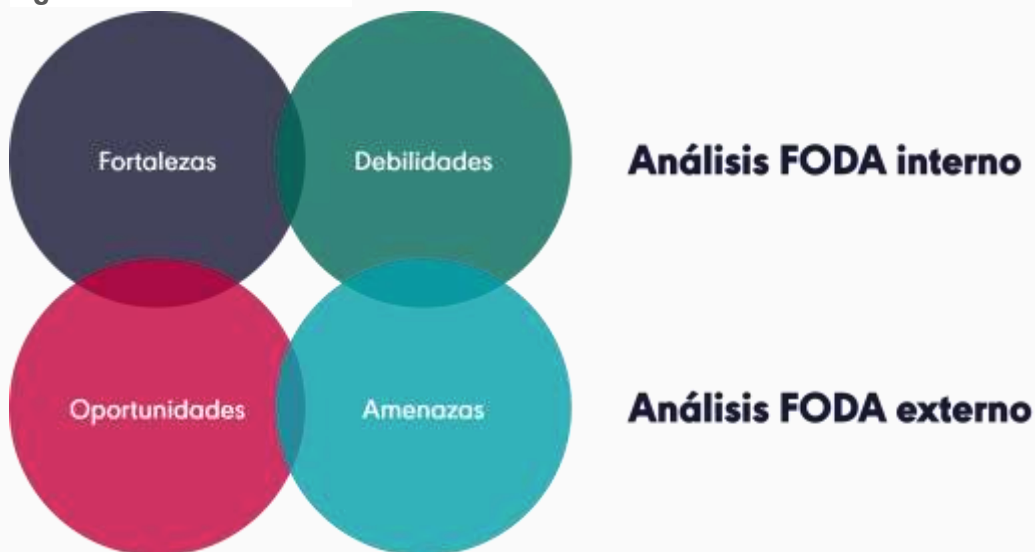 Fortalezas
Debilidades
Análisis FODA interno
Oportunidades
Amenazas
Análisis FODA externo